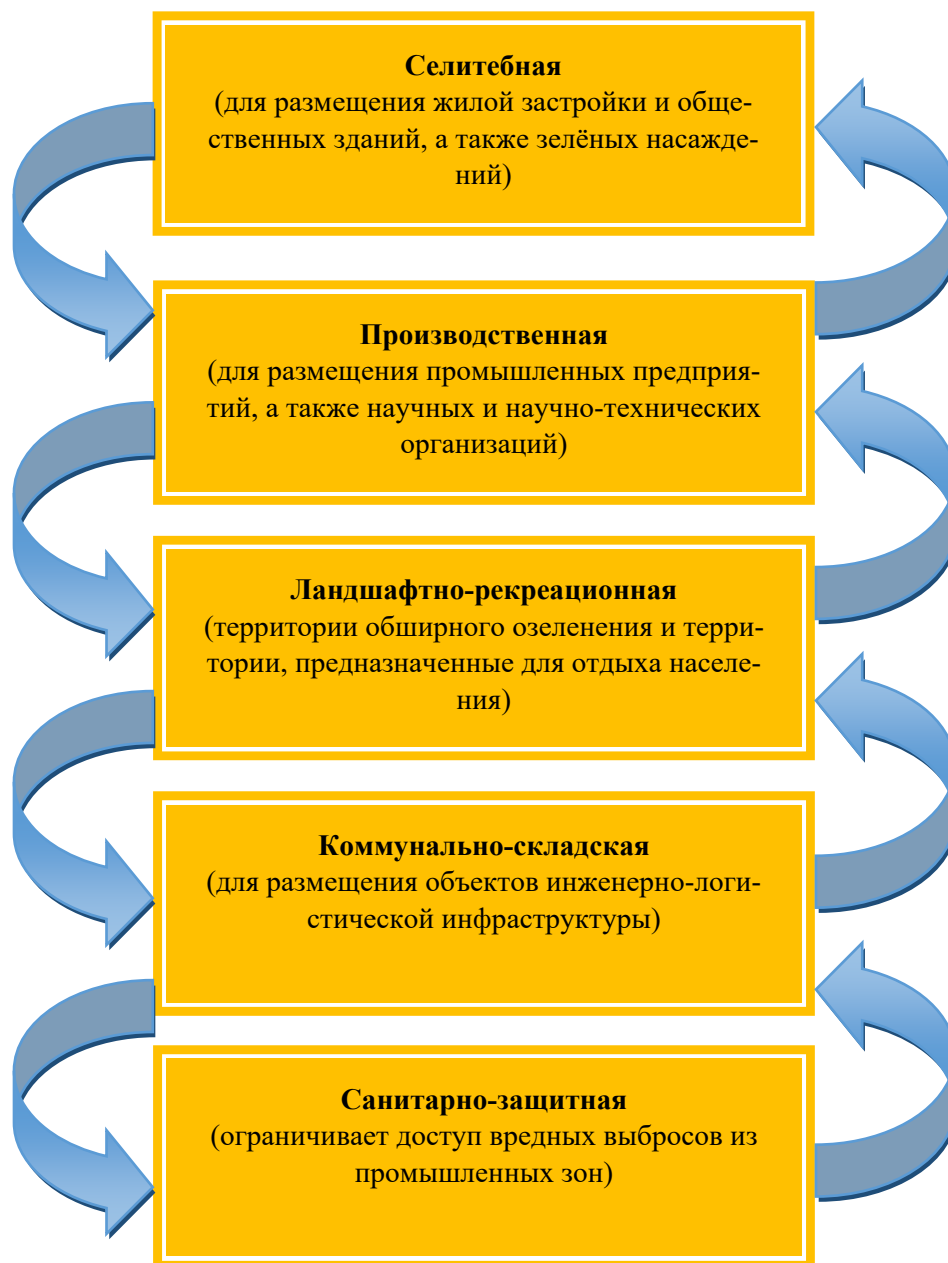 Селитебная
(для размещения жилой застройки и обще-
ственных зданий, а также зелёных насажде-
ний)
Производственная
(для размещения промышленных предприя-
тий, а также научных и научно-технических
организаций)
Ландшафтно-рекреационная
(территории обширного озеленения и терри-
тории, предназначенные для отдыха населе-
ния)
Коммунально-складская
(для размещения объектов инженерно-логи-
стической инфраструктуры)
Санитарно-защитная
(ограничивает доступ вредных выбросов из
промышленных зон)